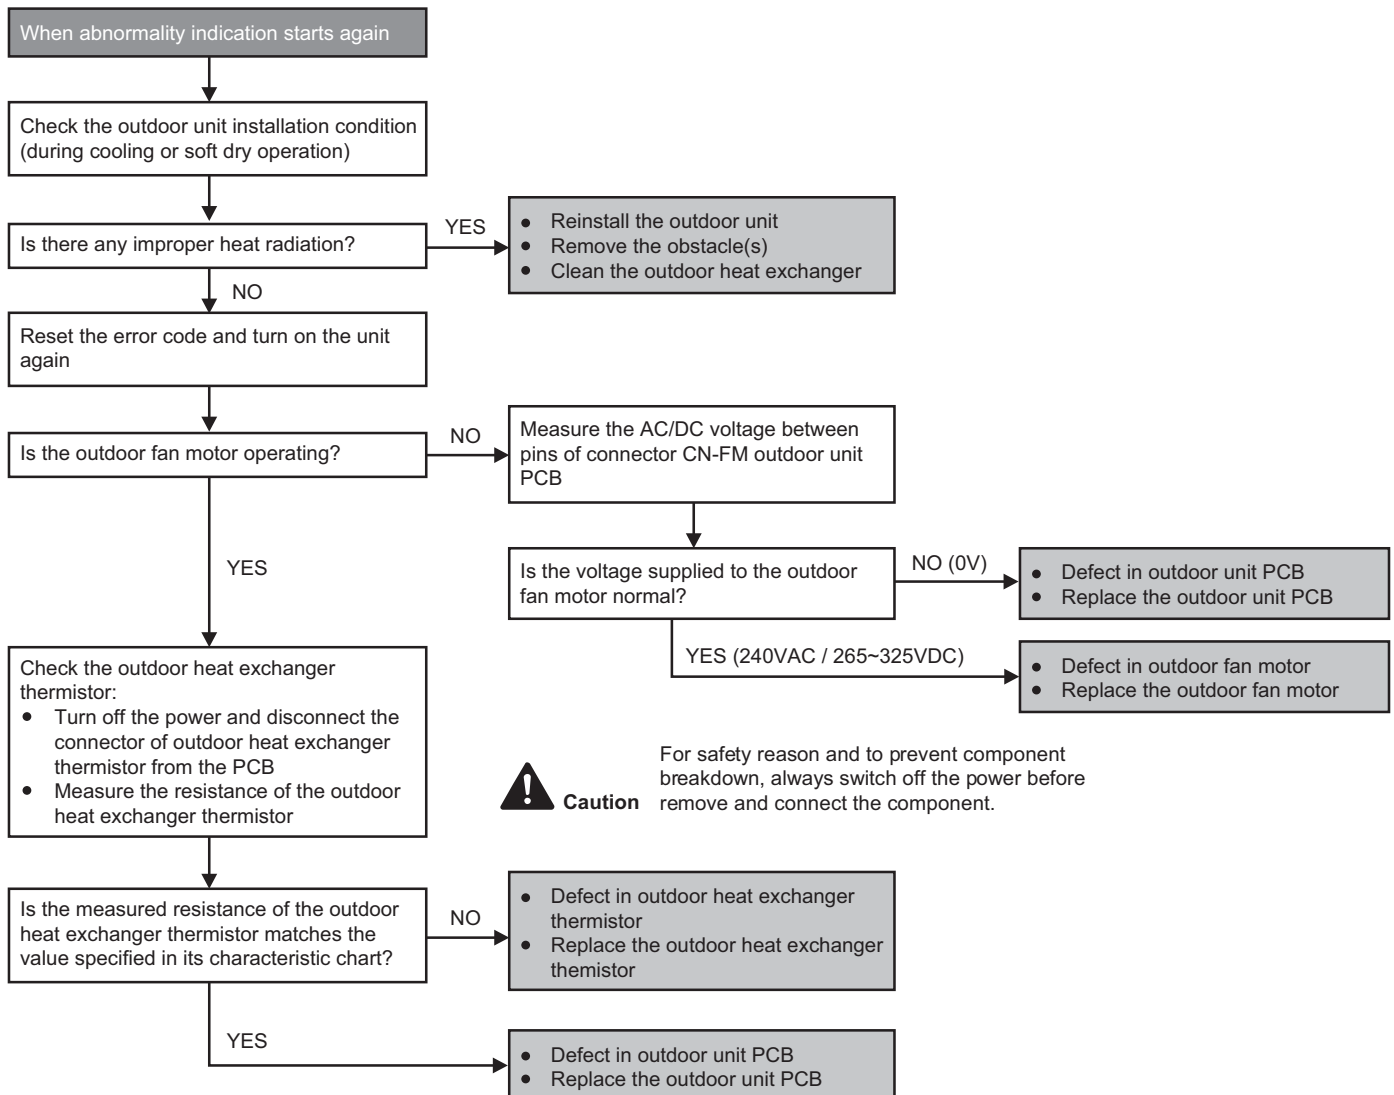 When abnormality indication starts again
Check the outdoor unit installation condition
(during cooling or soft dry operation)
Is there any improper heat radiation?
YES
● Reinstall the outdoor unit
● Remove the obstacle(s)
● Clean the outdoor heat exchanger
NO
Reset the error code and turn on the unit
again
Is the outdoor fan motor operating?
NO
Measure the AC/DC voltage between
pins of connector CN-FM outdoor unit
PCB
Is the voltage supplied to the outdoor
fan motor normal?
NO (0V)
● Defect in outdoor unit PCB
● Replace the outdoor unit PCB
YES (240VAC / 265~325VDC)
● Defect in outdoor fan motor
● Replace the outdoor fan motor
YES
Check the outdoor heat exchanger
thermistor:
● Turn off the power and disconnect the
connector of outdoor heat exchanger
thermistor from the PCB
● Measure the resistance of the outdoor
heat exchanger thermistor
Caution
For safety reason and to prevent component
breakdown, always switch off the power before
remove and connect the component.
Is the measured resistance of the outdoor
heat exchanger thermistor matches the
value specified in its characteristic chart?
NO
● Defect in outdoor heat exchanger
thermistor
● Replace the outdoor heat exchanger
themistor
YES
● Defect in outdoor unit PCB
● Replace the outdoor unit PCB